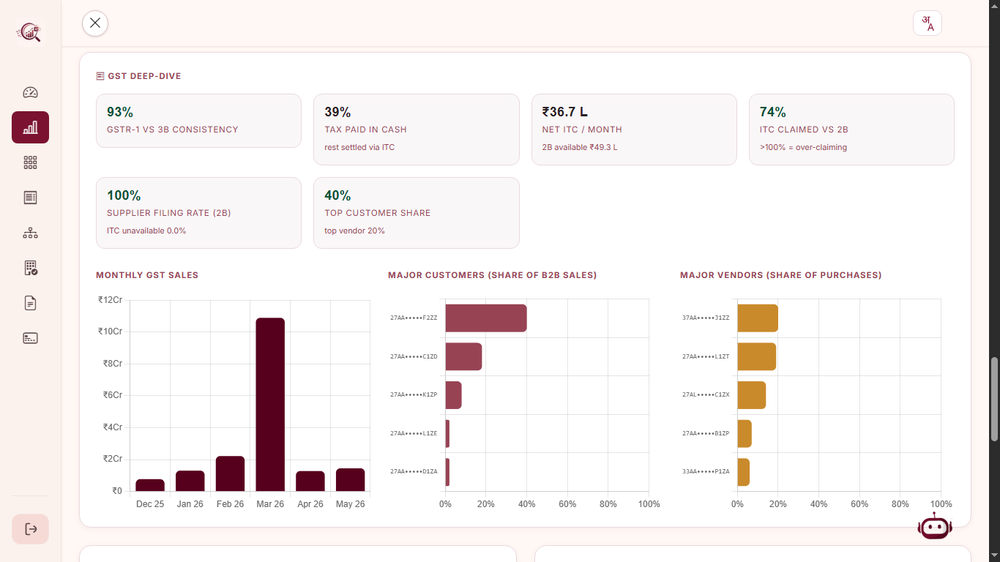 अ
A
GST DEEP-DIVE
93%
GSTR-1 VS 3B CONSISTENCY
39%
TAX PAID IN CASH
rest settled via ITC
₹36.7 L
NET ITC / MONTH
2B available ₹49.3 L
74%
ITC CLAIMED VS 2B
>100% = over-claiming
100%
SUPPLIER FILING RATE (2B)
ITC unavailable 0.0%
40%
TOP CUSTOMER SHARE
top vendor 20%
MONTHLY GST SALES
₹12Cr
₹10Cr
₹8Cr
₹6Cr
₹4Cr
₹2Cr
₹0
Dec 25 Jan 26 Feb 26 Mar 26 Apr 26 May 26
MAJOR CUSTOMERS (SHARE OF B2B SALES)
27AA•••••F2ZZ
27AA•••••C1ZD
27AA•••••K1ZP
27AA•••••L1ZE
27AA•••••D1ZA
0% 20% 40% 60% 80% 100%
MAJOR VENDORS (SHARE OF PURCHASES)
37AA•••••J1ZZ
27AA•••••L1ZT
27AL•••••C1ZX
27AA•••••B1ZP
33AA•••••P1ZA
0% 20% 40% 60% 80% 100%